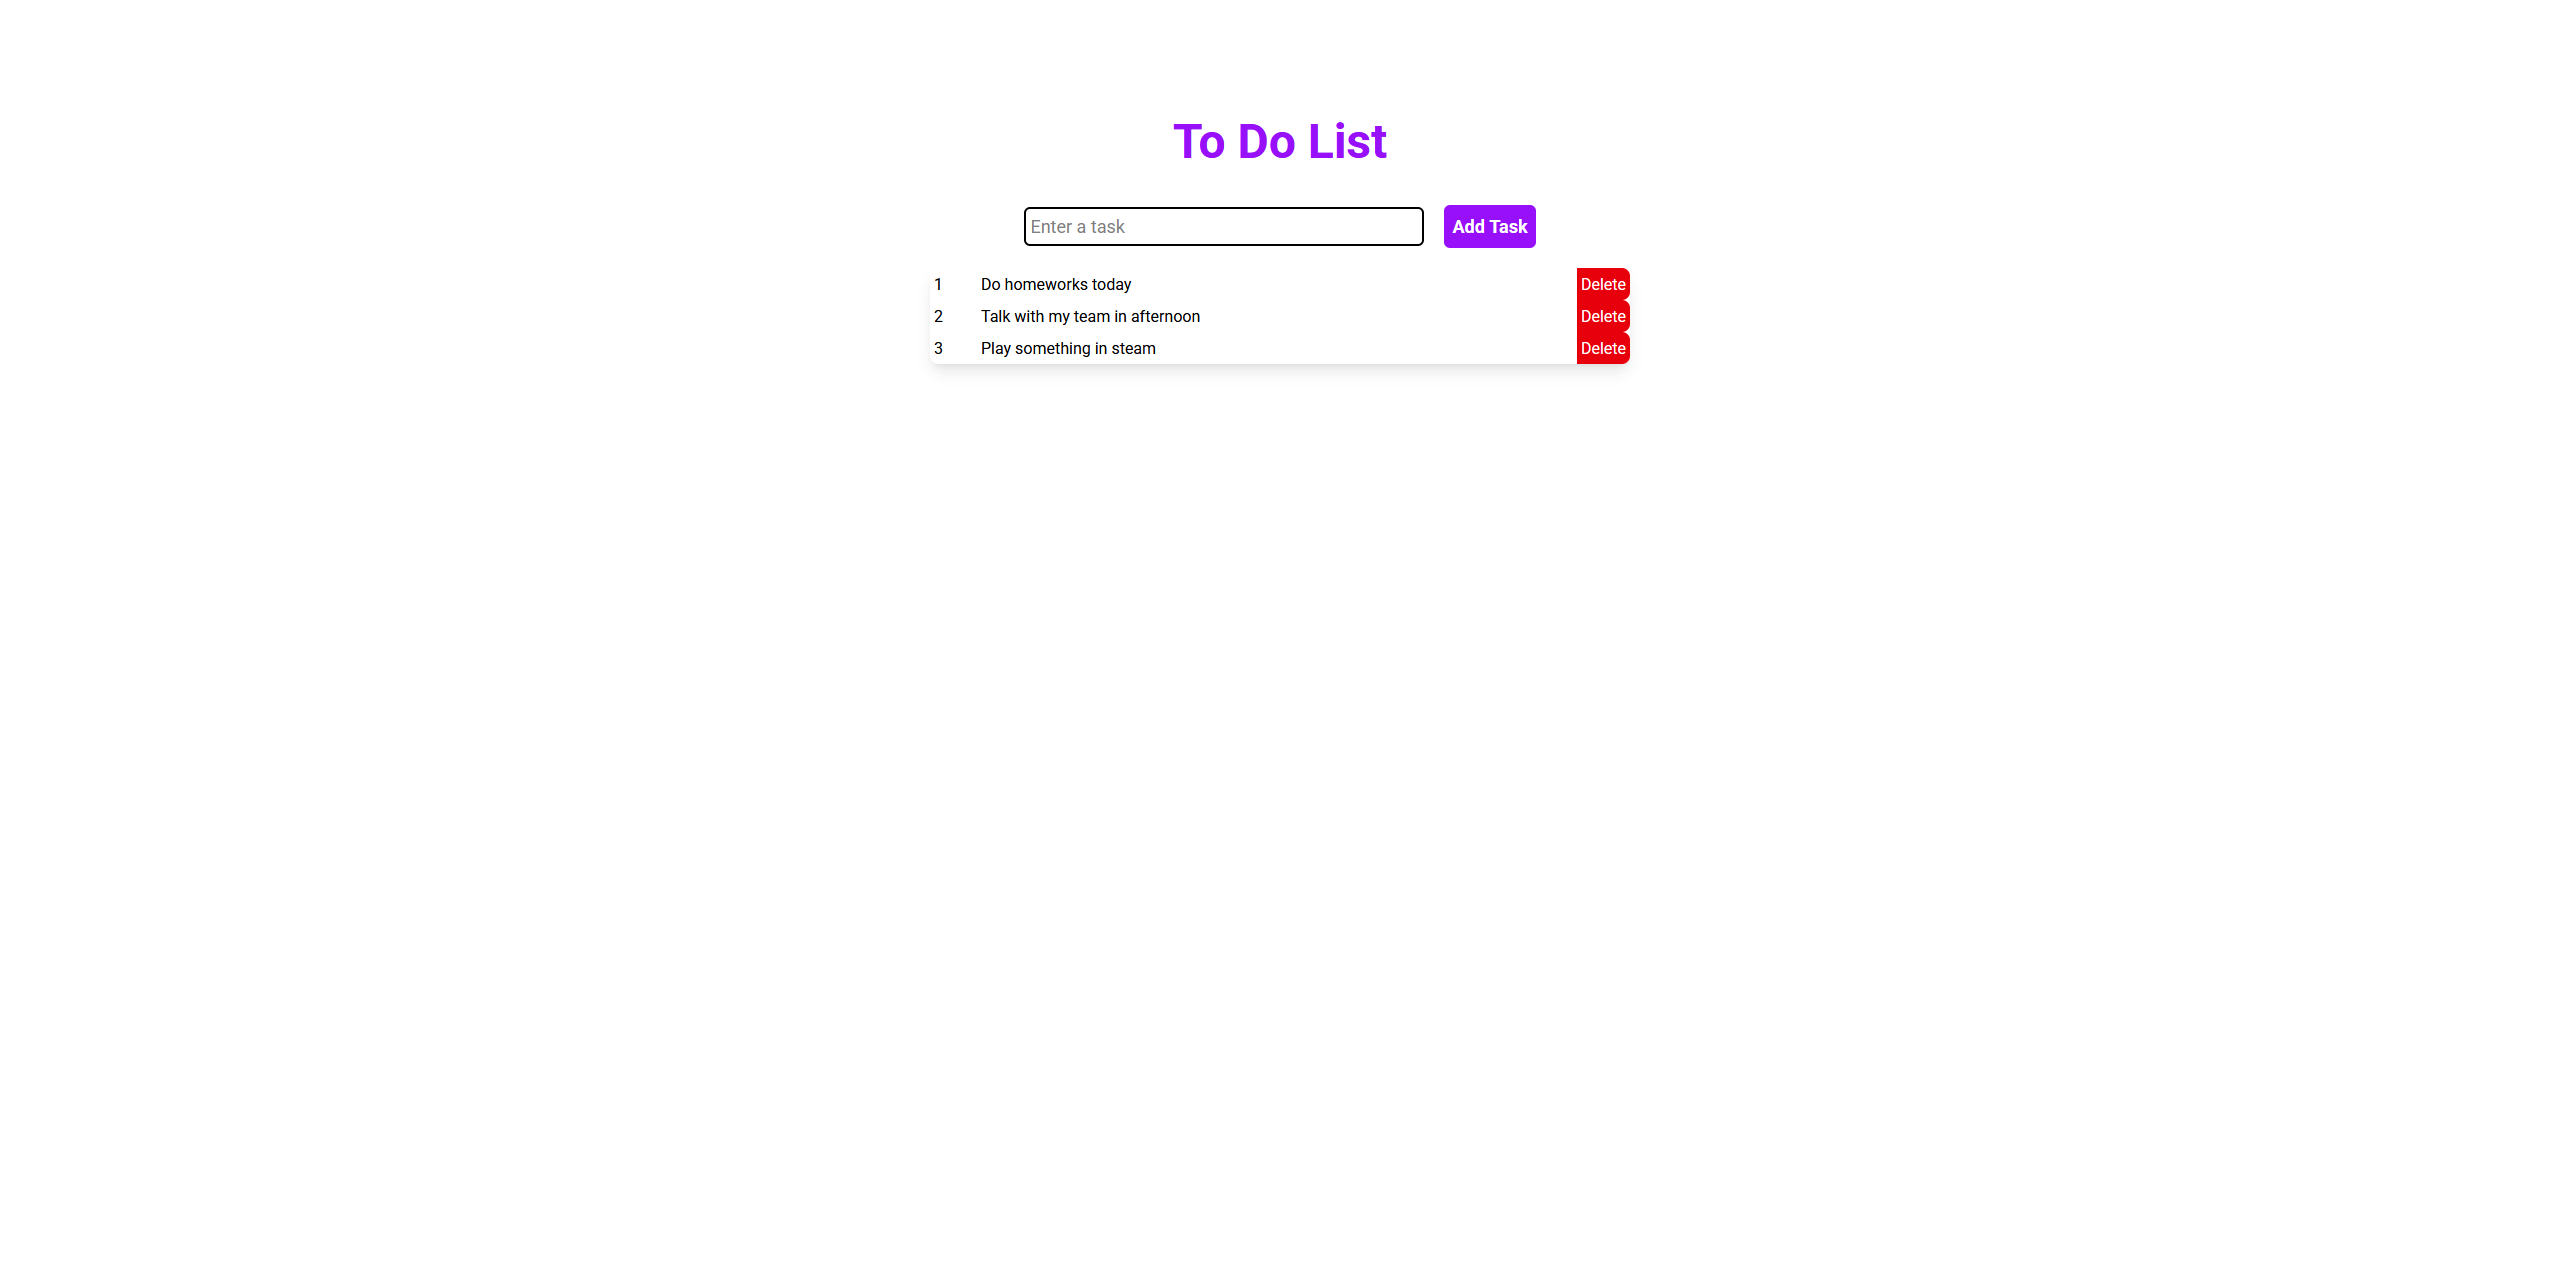 To Do List
Enter a task Add Task
1 Do homeworks today Delete
2 Talk with my team in afternoon Delete
3 Play something in steam Delete